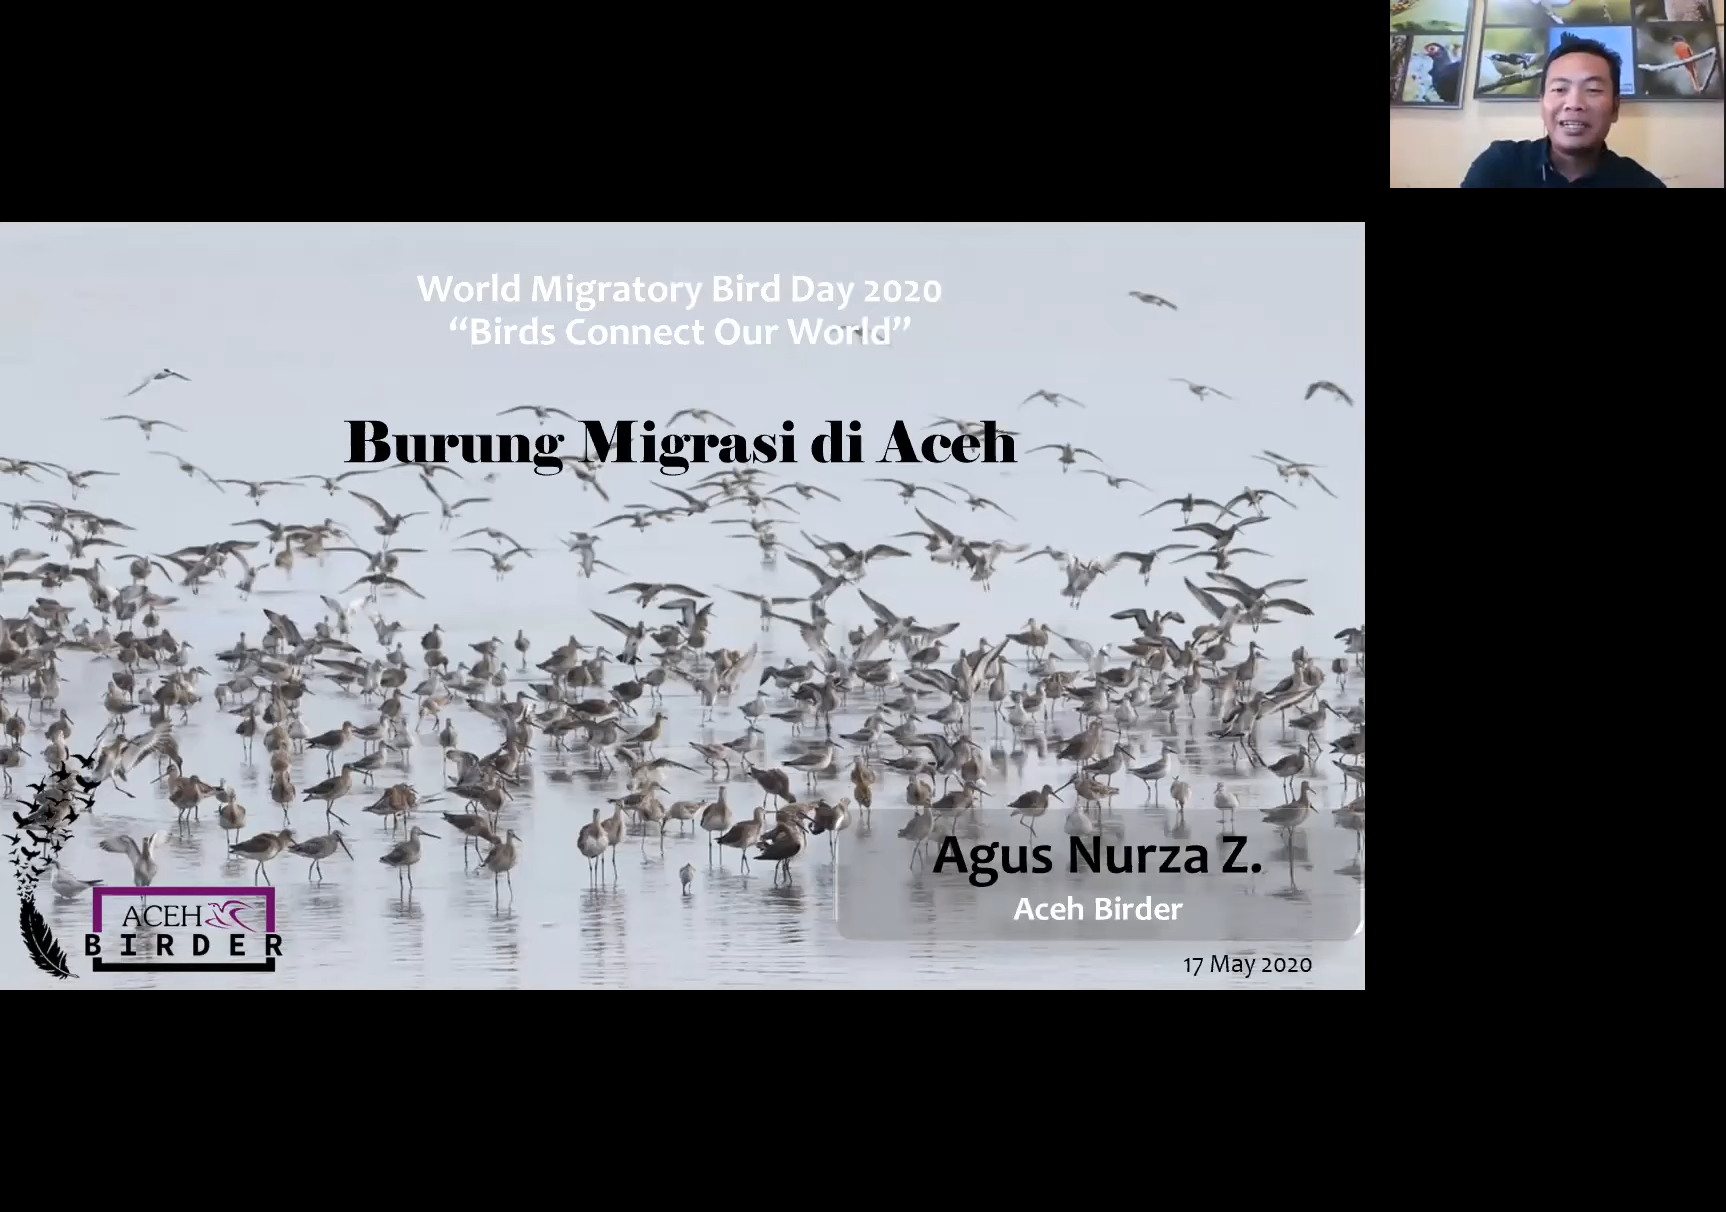 World Migratory Bird Day 2020
“Birds Connect Our World”
Burung Migrasi di Aceh
Agus Nurza Z.
Aceh Birder
17 May 2020
ACEH
BIRDER